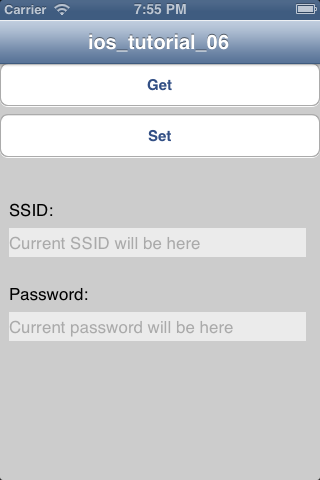 Carrier 7:55 PM
ios_tutorial_06
Get
Set
SSID:
Current SSID will be here
Password:
Current password will be here